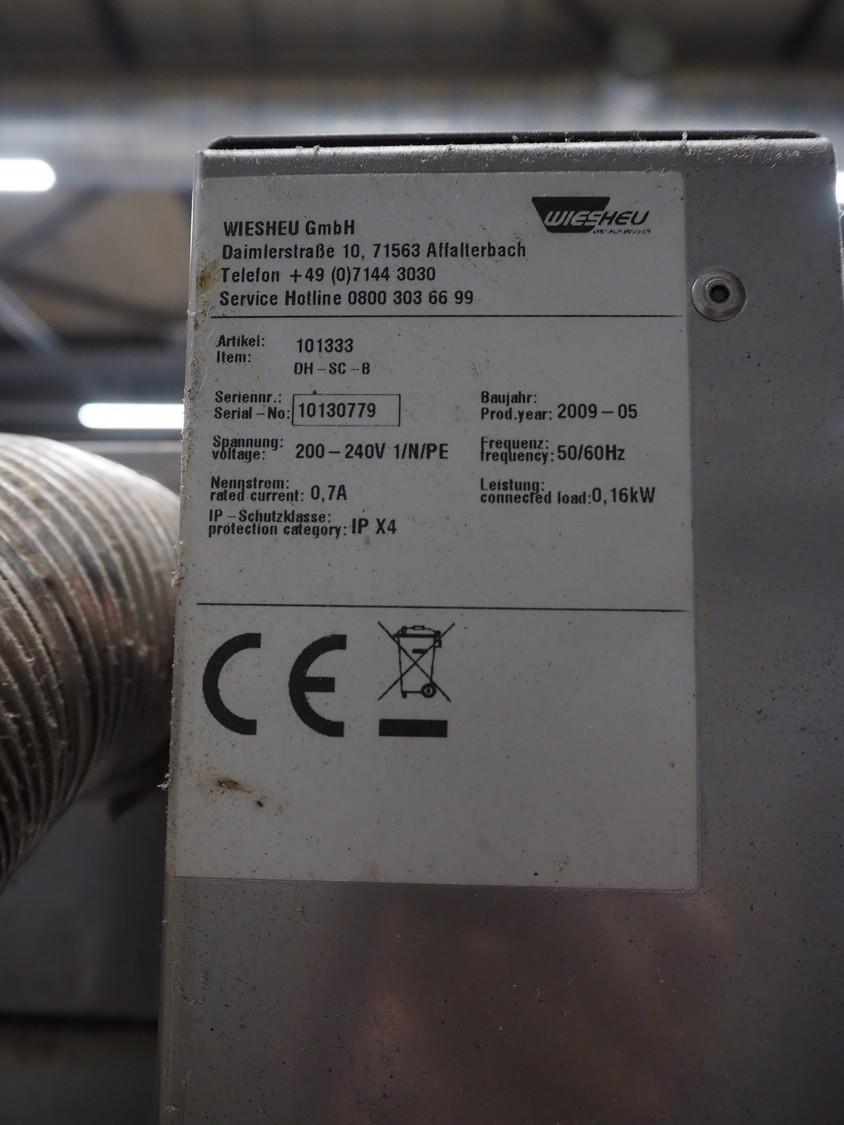 WIESHEU
WIESHEU GmbH
Daimlerstraße 10, 71563 Affalterbach
Telefon +49 (0)7144 3030
Service Hotline 0800 303 66 99
Artikel:
Item: 101333
DH-SC-B
Seriennr.:
Serial-No: 10130779
Baujahr:
Prod.year: 2009-05
Spannung:
voltage: 200-240V 1/N/PE
Frequenz:
frequency: 50/60Hz
Nennstrom:
rated current: 0,7A
Leistung:
connected load: 0,16kW
IP-Schutzklasse:
protection category: IP X4
CE